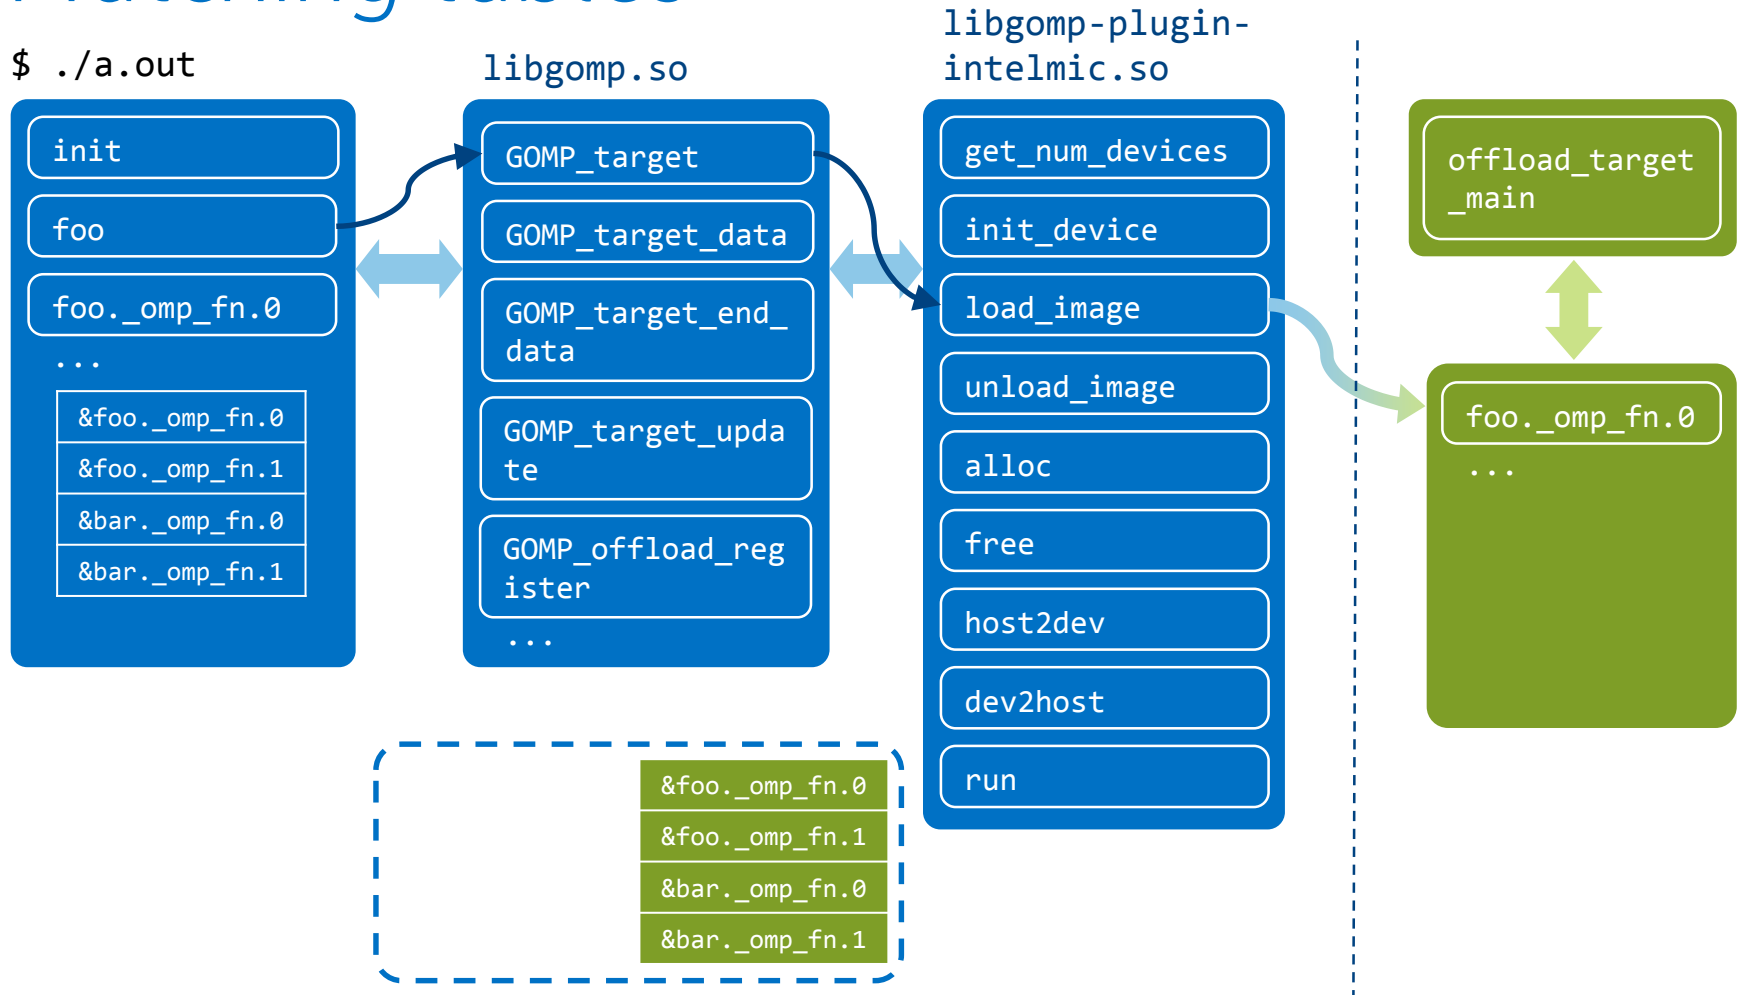 $ ./a.out
init
foo
foo._omp_fn.0
...
&foo._omp_fn.0
&foo._omp_fn.1
&bar._omp_fn.0
&bar._omp_fn.1
libgomp.so
GOMP_target
GOMP_target_data
GOMP_target_end_
data
GOMP_target_upda
te
GOMP_offload_reg
ister
...
&foo._omp_fn.0
&foo._omp_fn.1
&bar._omp_fn.0
&bar._omp_fn.1
libgomp-plugin-
intelmic.so
get_num_devices
init_device
load_image
unload_image
alloc
free
host2dev
dev2host
run
offload_target
_main
foo._omp_fn.0
...